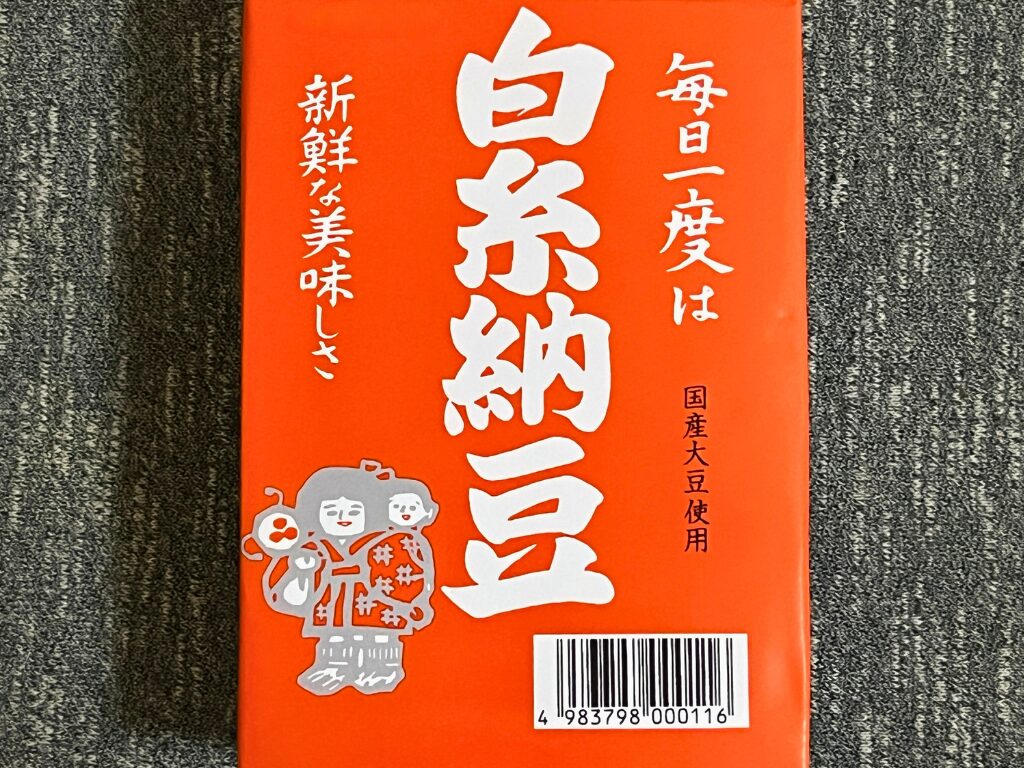 毎日一度は
国産大豆使用
白糸納豆
新鮮な美味しさ
4 983798 000116